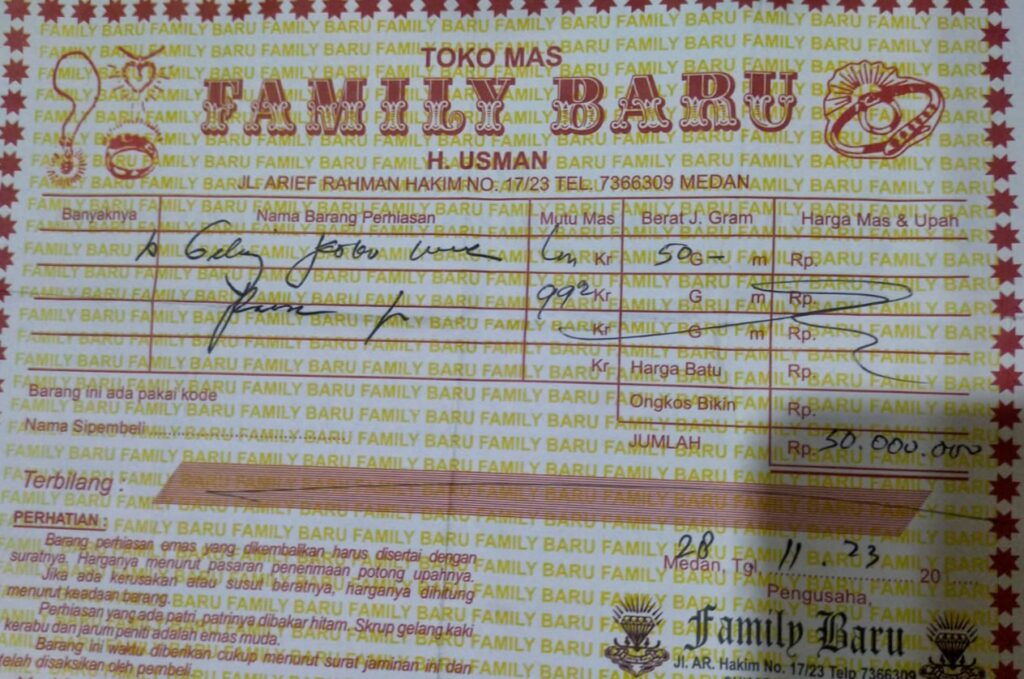 TOKO MAS
FAMILY BARU
H. USMAN
JL. ARIEF RAHMAN HAKIM NO. 17/23 TEL. 7366309 MEDAN
Banyaknya Nama Barang Perhiasan Mutu Mas Berat J. Gram Harga Mas & Upah
Lm Kr 50 G – m Rp.
99² Kr G m Rp.
Kr G m Rp.
Kr Harga Batu Rp.
Barang ini ada pakai kode Ongkos Bikin Rp.
Nama Sipembeli JUMLAH Rp. 50.000.000
Terbilang :
PERHATIAN :
Barang perhiasan emas yang dikembalikan harus disertai dengan
suratnya. Harganya menurut pasaran penerimaan potong upahnya.
Jika ada kerusakan atau susut beratnya, harganya dihitung
menurut keadaan barang.
Perhiasan yang ada patri, patrinya dibakar hitam. Skrup gelang kaki
kerabu dan jarum peniti adalah emas muda.
Barang ini waktu diberikan cukup menurut surat jaminan ini dan
telah disaksikan oleh pembeli.
Medan, Tgl. 28 11 . 23 20
Pengusaha,
Family Baru
Jl. AR. Hakim No. 17/23 Telp 7366309